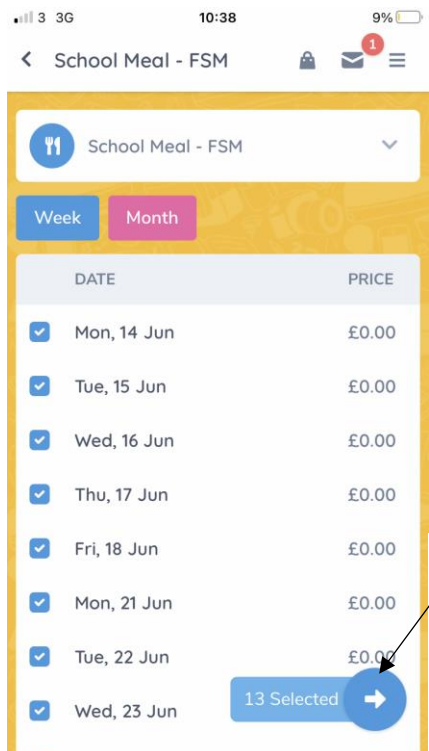 3 3G 10:38 9%
School Meal - FSM 1
School Meal - FSM
Week Month
DATE PRICE
Mon, 14 Jun £0.00
Tue, 15 Jun £0.00
Wed, 16 Jun £0.00
Thu, 17 Jun £0.00
Fri, 18 Jun £0.00
Mon, 21 Jun £0.00
Tue, 22 Jun £0.00
Wed, 23 Jun 13 Selected